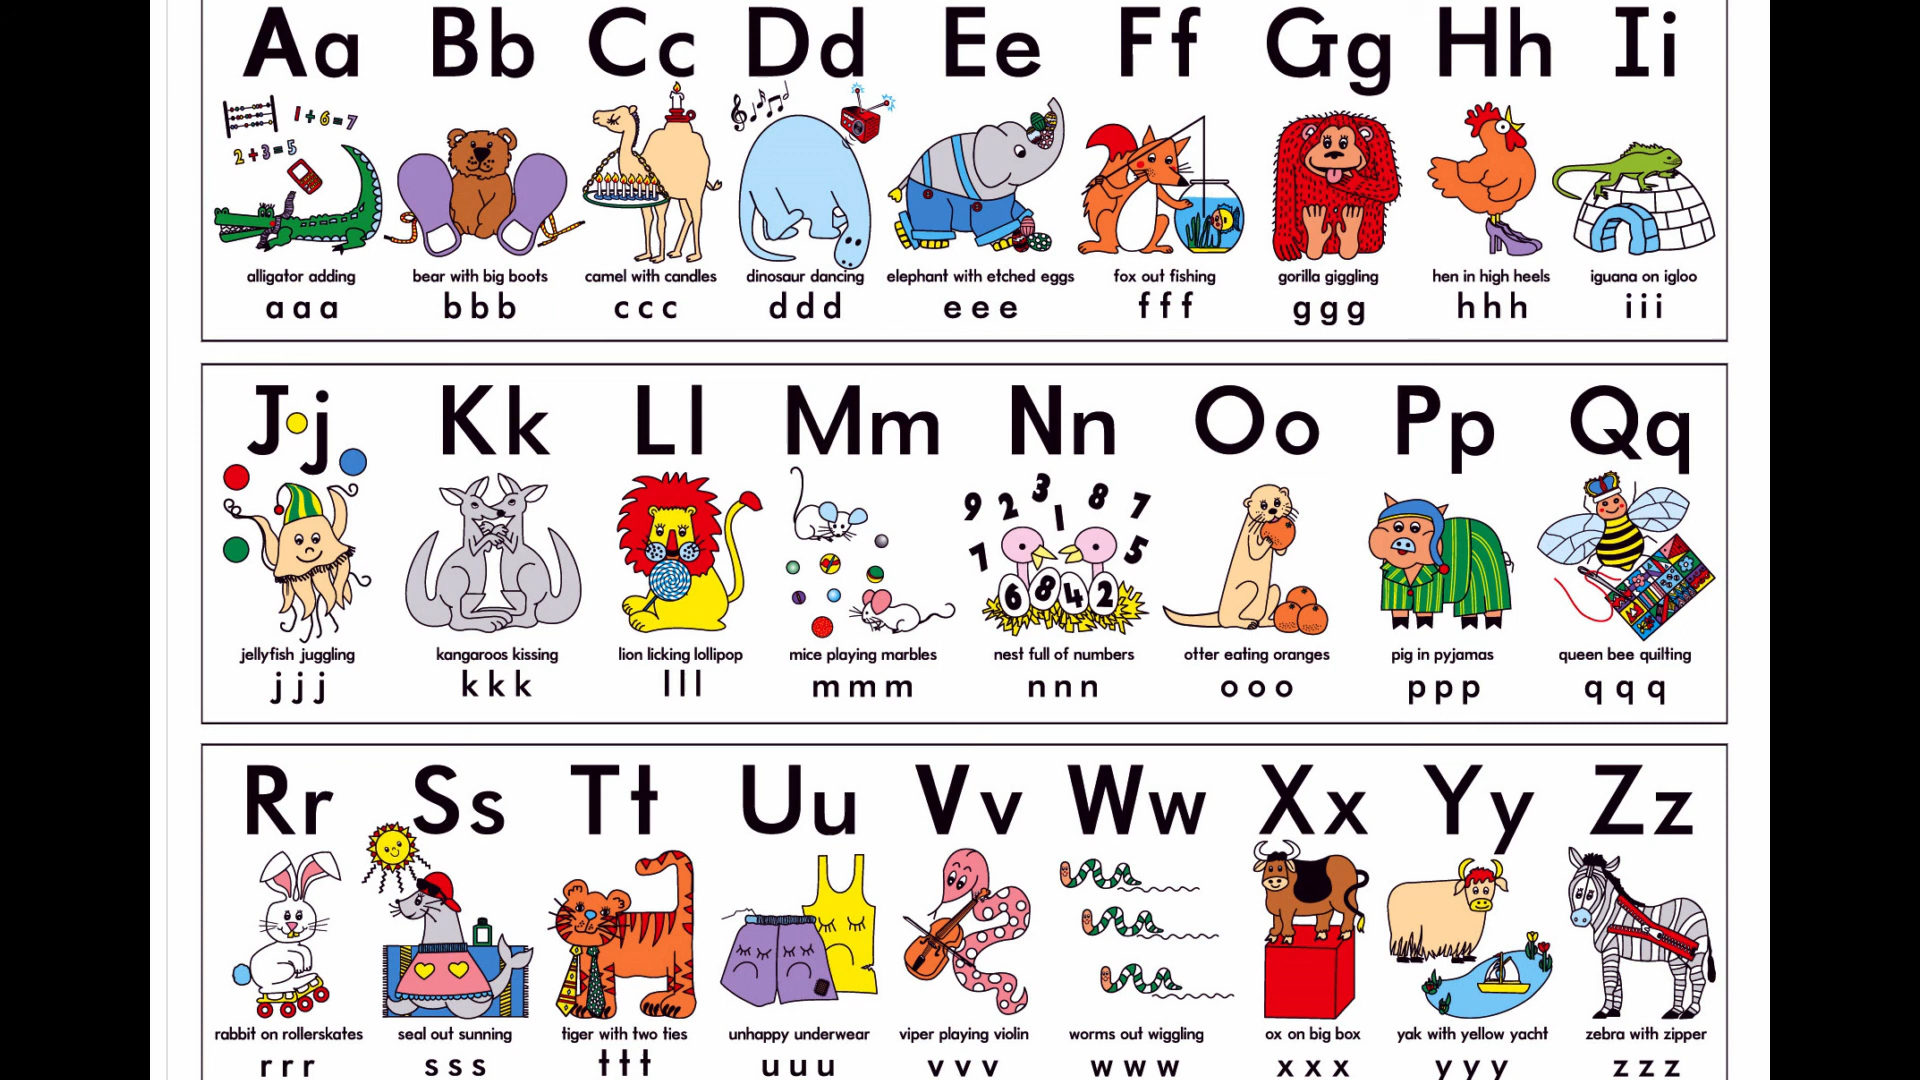 Aa Bb Cc Dd Ee Ff Gg Hh Ii
1+6=7
2+3=5
alligator adding bear with big boots camel with candles dinosaur dancing elephant with etched eggs fox out fishing gorilla giggling hen in high heels iguana on igloo
a a a b b b c c c d d d e e e f f f g g g h h h i i i
Jj Kk Ll Mm Nn Oo Pp Qq
9 2 3 1 8 7
7 5
6 8 4 2
jellyfish juggling kangaroos kissing lion licking lollipop mice playing marbles nest full of numbers otter eating oranges pig in pyjamas queen bee quilting
j j j k k k l l l m m m n n n o o o p p p q q q
Rr Ss Tt Uu Vv Ww Xx Yy Zz
rabbit on rollerskates seal out sunning tiger with two ties unhappy underwear viper playing violin worms out wiggling ox on big box yak with yellow yacht zebra with zipper
r r r s s s t t t u u u v v v w w w x x x y y y z z z